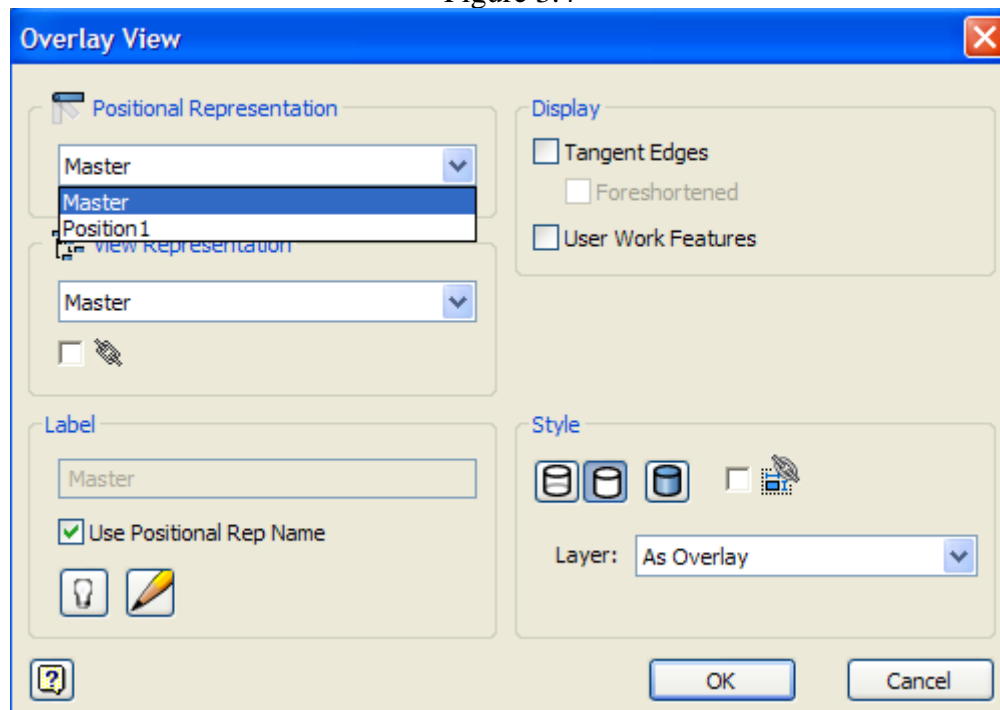 Overlay View
Positional Representation
Master
Master
Position1
View Representation
Master
Label
Master
Use Positional Rep Name
Display
Tangent Edges
Foreshortened
User Work Features
Style
Layer: As Overlay
OK
Cancel